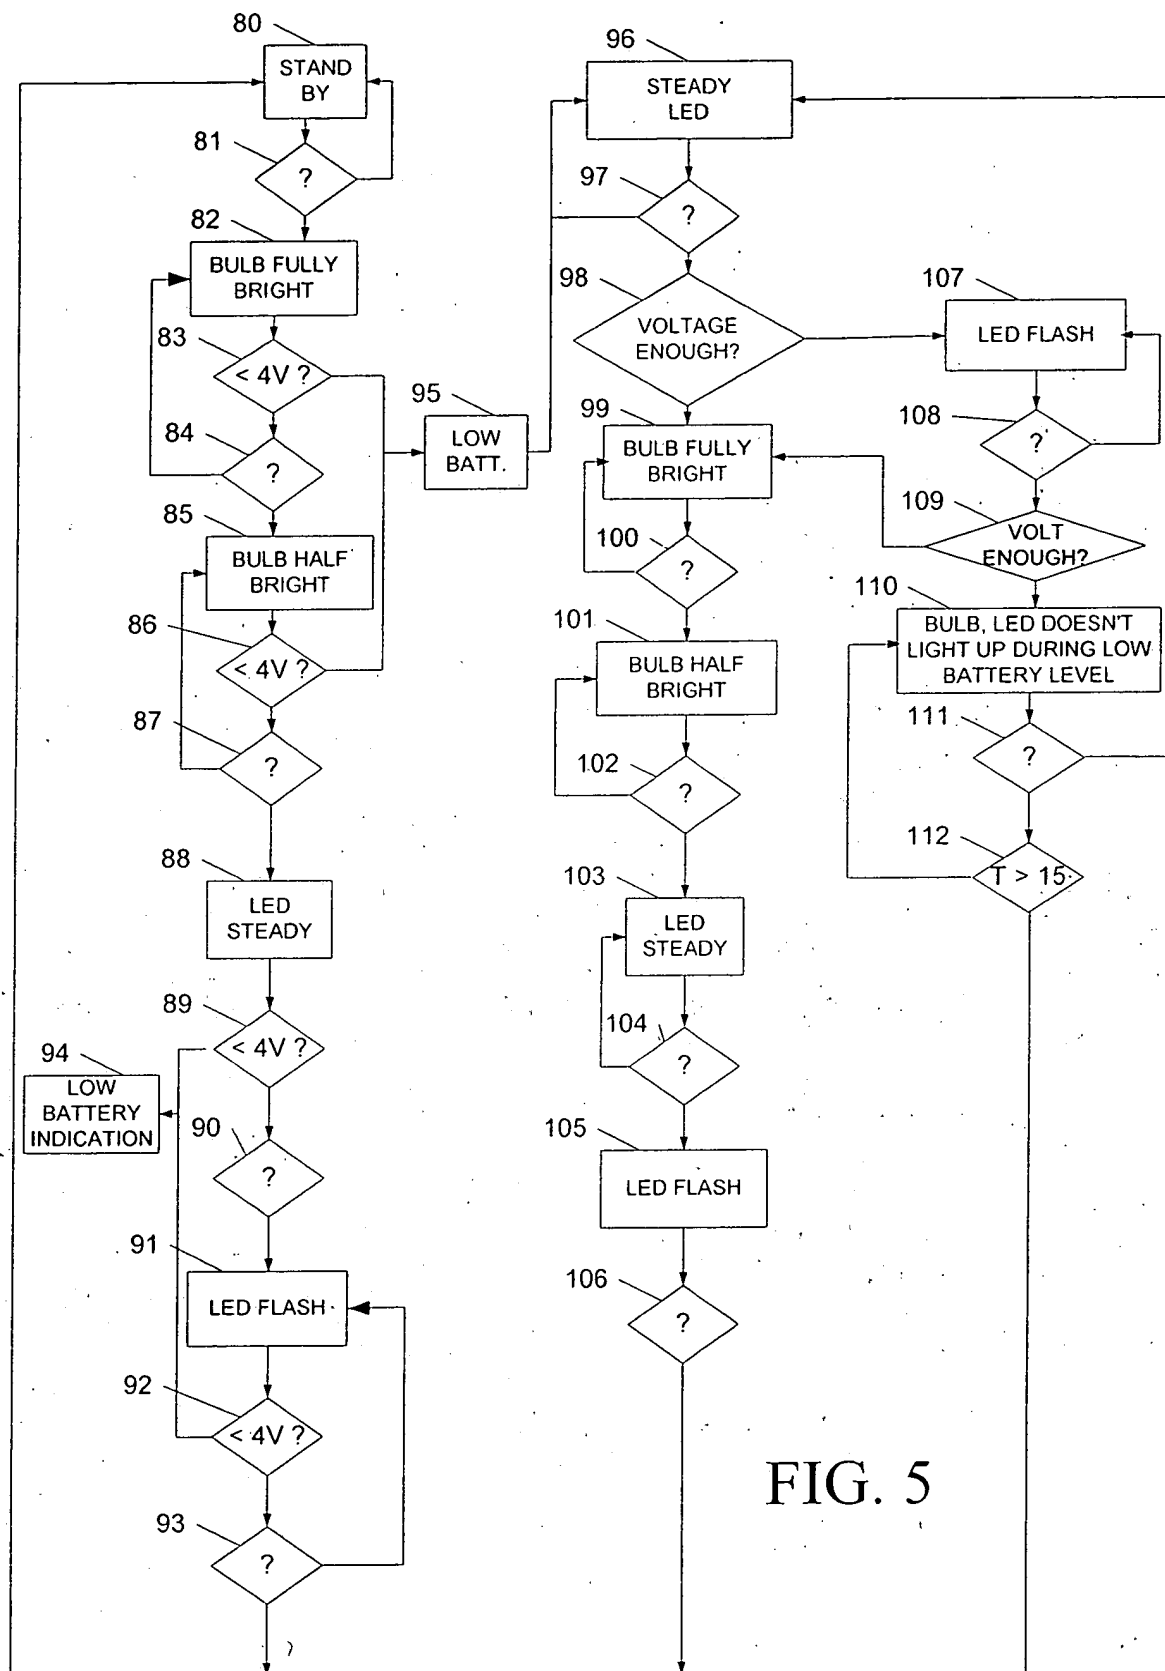 80
STAND
BY
81
?
82
BULB FULLY
BRIGHT
83
< 4V ?
84
?
85
BULB HALF
BRIGHT
86
< 4V ?
87
?
88
LED
STEADY
89
< 4V ?
94
LOW
BATTERY
INDICATION
90
?
91
LED FLASH
92
< 4V ?
93
?
95
LOW
BATT.
96
STEADY
LED
97
?
98
VOLTAGE
ENOUGH?
99
BULB FULLY
BRIGHT
100
?
101
BULB HALF
BRIGHT
102
?
103
LED
STEADY
104
?
105
LED FLASH
106
?
107
LED FLASH
108
?
109
VOLT
ENOUGH?
110
BULB, LED DOESN'T
LIGHT UP DURING LOW
BATTERY LEVEL
111
?
112
T > 15
FIG. 5